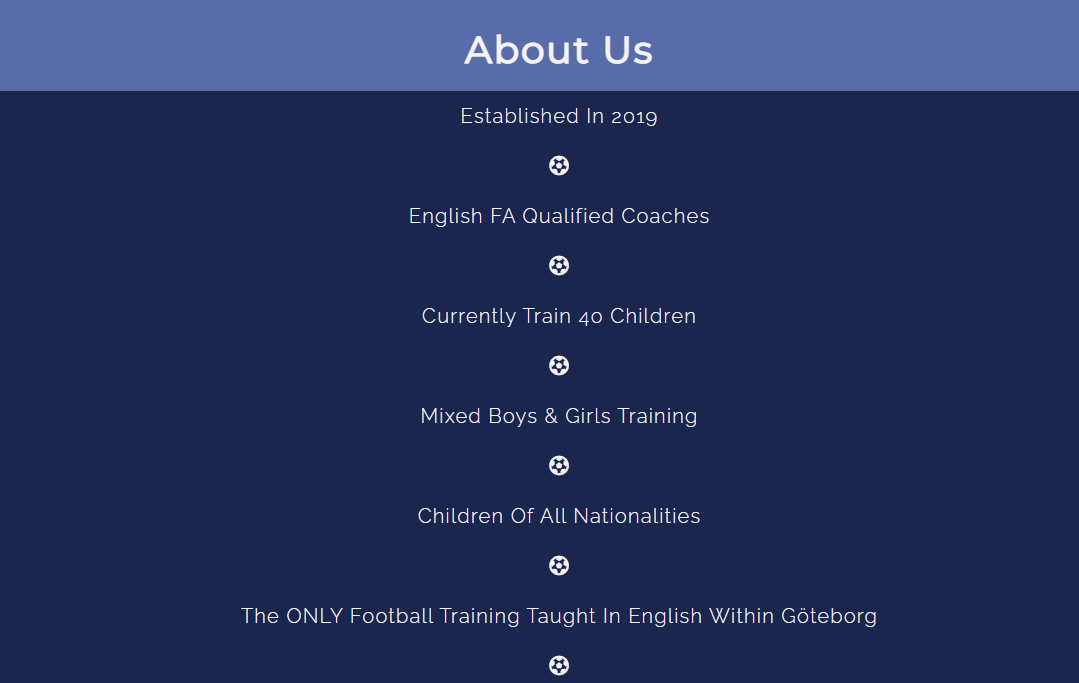 About Us
Established In 2019
English FA Qualified Coaches
Currently Train 40 Children
Mixed Boys & Girls Training
Children Of All Nationalities
The ONLY Football Training Taught In English Within Göteborg